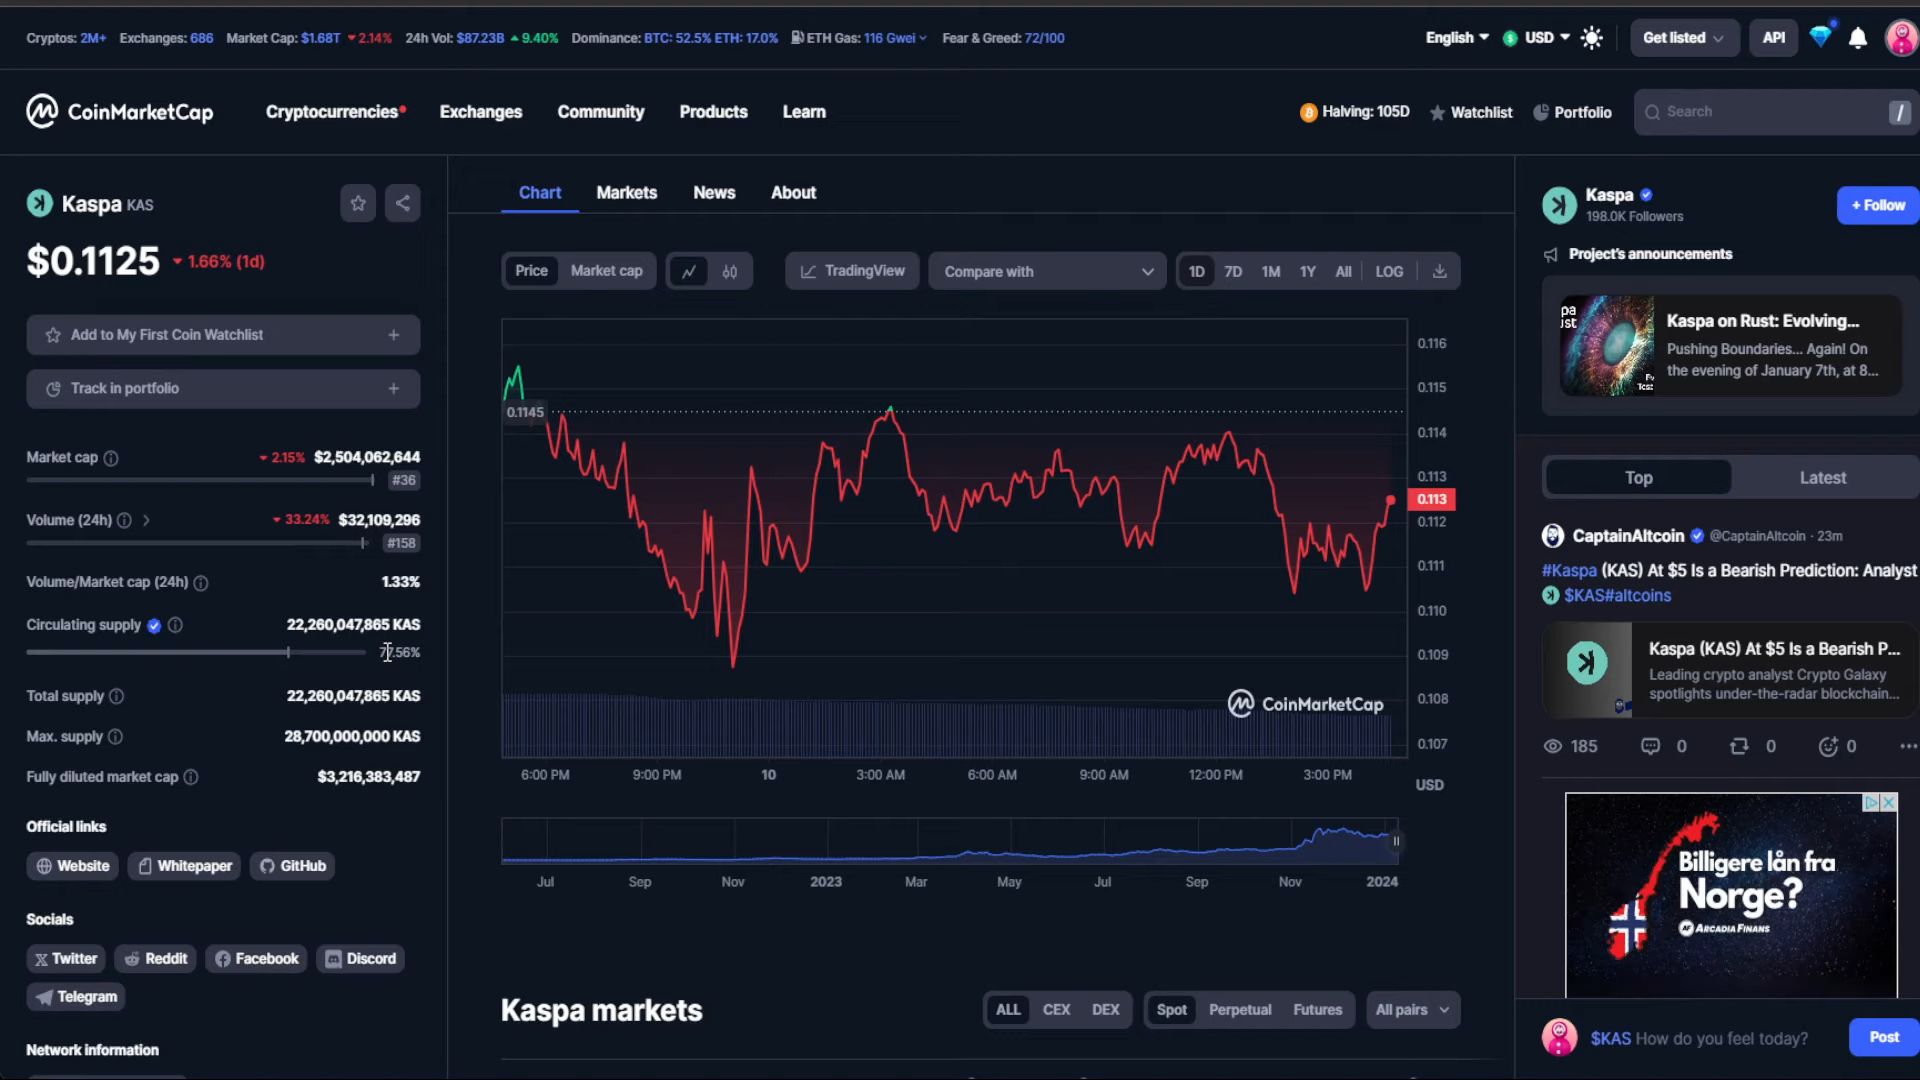 Cryptos: 2M+ Exchanges: 686 Market Cap: $1.68T 2.14% 24h Vol: $87.23B 9.40% Dominance: BTC: 52.5% ETH: 17.0% ETH Gas: 116 Gwei Fear & Greed: 72/100
English USD Get listed API
CoinMarketCap Cryptocurrencies Exchanges Community Products Learn
Halving: 105D Watchlist Portfolio Search /
Kaspa KAS
$0.1125 1.66% (1d)
Add to My First Coin Watchlist +
Track in portfolio +
Market cap 2.15% $2,504,062,644
#36
Volume (24h) 33.24% $32,109,296
#158
Volume/Market cap (24h) 1.33%
Circulating supply 22,260,047,865 KAS
77.56%
Total supply 22,260,047,865 KAS
Max. supply 28,700,000,000 KAS
Fully diluted market cap $3,216,383,487
Official links
Website Whitepaper GitHub
Socials
Twitter Reddit Facebook Discord
Telegram
Network information
Chart Markets News About
Price Market cap TradingView Compare with 1D 7D 1M 1Y All LOG
0.116
0.115
0.1145
0.114
0.113
0.113
0.112
0.111
0.110
0.109
0.108
0.107
CoinMarketCap
6:00 PM 9:00 PM 10 3:00 AM 6:00 AM 9:00 AM 12:00 PM 3:00 PM
USD
Jul Sep Nov 2023 Mar May Jul Sep Nov 2024
Kaspa markets
ALL CEX DEX Spot Perpetual Futures All pairs
Kaspa
198.0K Followers
+ Follow
Project's announcements
Kaspa on Rust: Evolving...
Pushing Boundaries... Again! On
the evening of January 7th, at 8...
Top Latest
CaptainAltcoin @CaptainAltcoin · 23m
#Kaspa (KAS) At $5 Is a Bearish Prediction: Analyst
$KAS#altcoins
Kaspa (KAS) At $5 Is a Bearish P...
Leading crypto analyst Crypto Galaxy
spotlights under-the-radar blockchain...
185 0 0 0
Billigere lån fra
Norge?
ARCADIA FINANS
$KAS How do you feel today?
Post